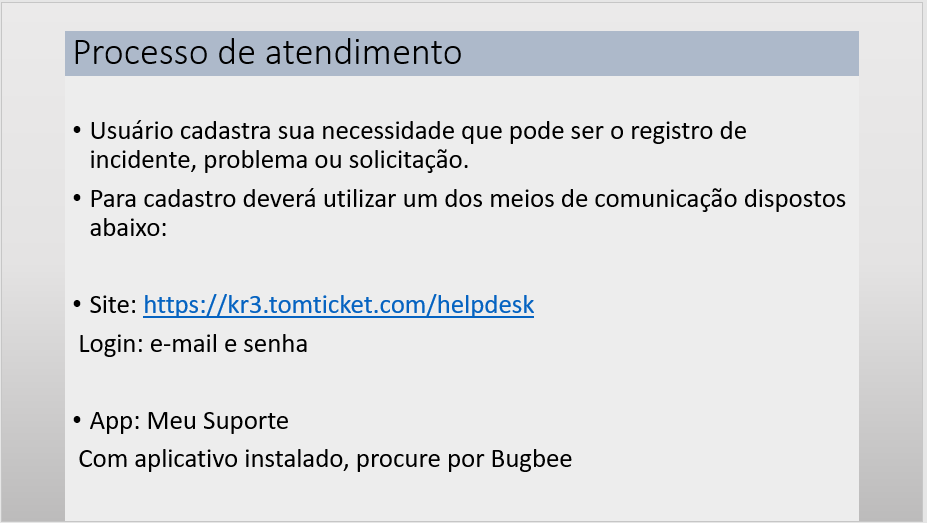 Processo de atendimento
• Usuário cadastra sua necessidade que pode ser o registro de
incidente, problema ou solicitação.
• Para cadastro deverá utilizar um dos meios de comunicação dispostos
abaixo:
• Site: https://kr3.tomticket.com/helpdesk
Login: e-mail e senha
• App: Meu Suporte
Com aplicativo instalado, procure por Bugbee